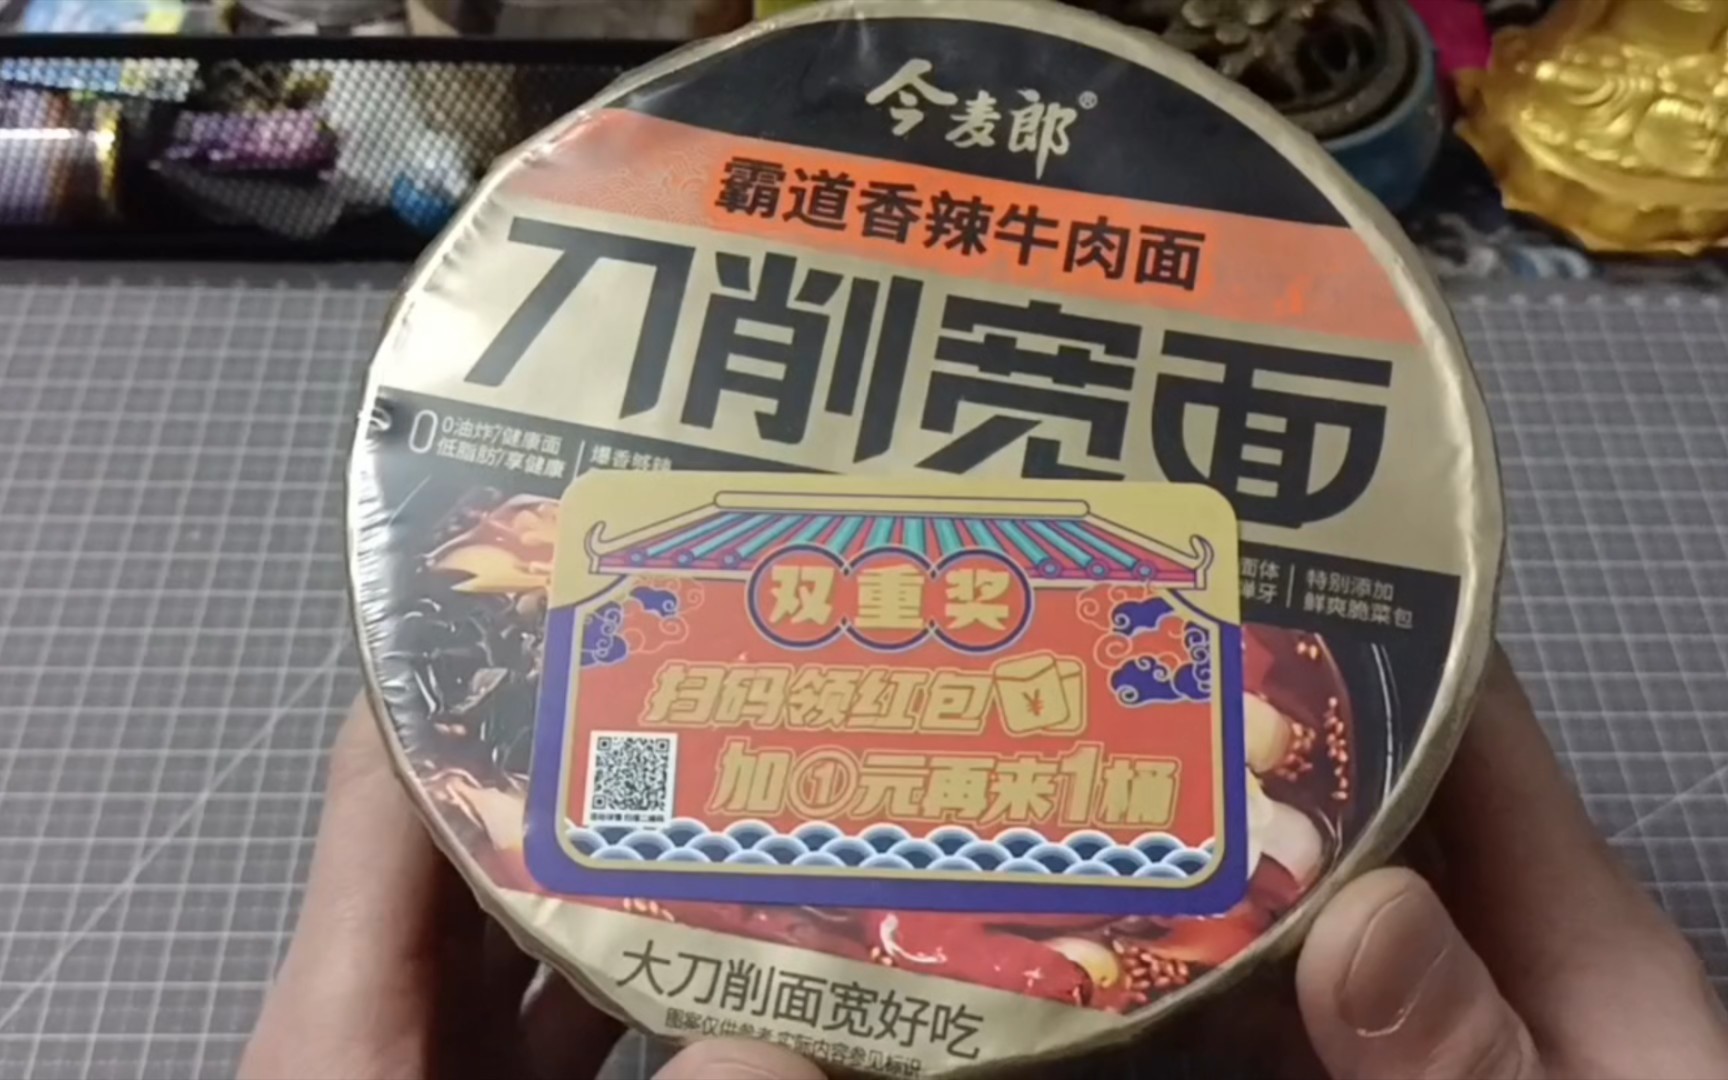 今麦郎®
霸道香辣牛肉面
刀削宽面
0油炸/健康面
低脂肪/享健康
爆香够辣
面体
弹牙
特别添加
鲜爽脆菜包
双重奖
扫码领红包
加①元再来1桶
大刀削面宽好吃
图案仅供参考 实际内容参见标识